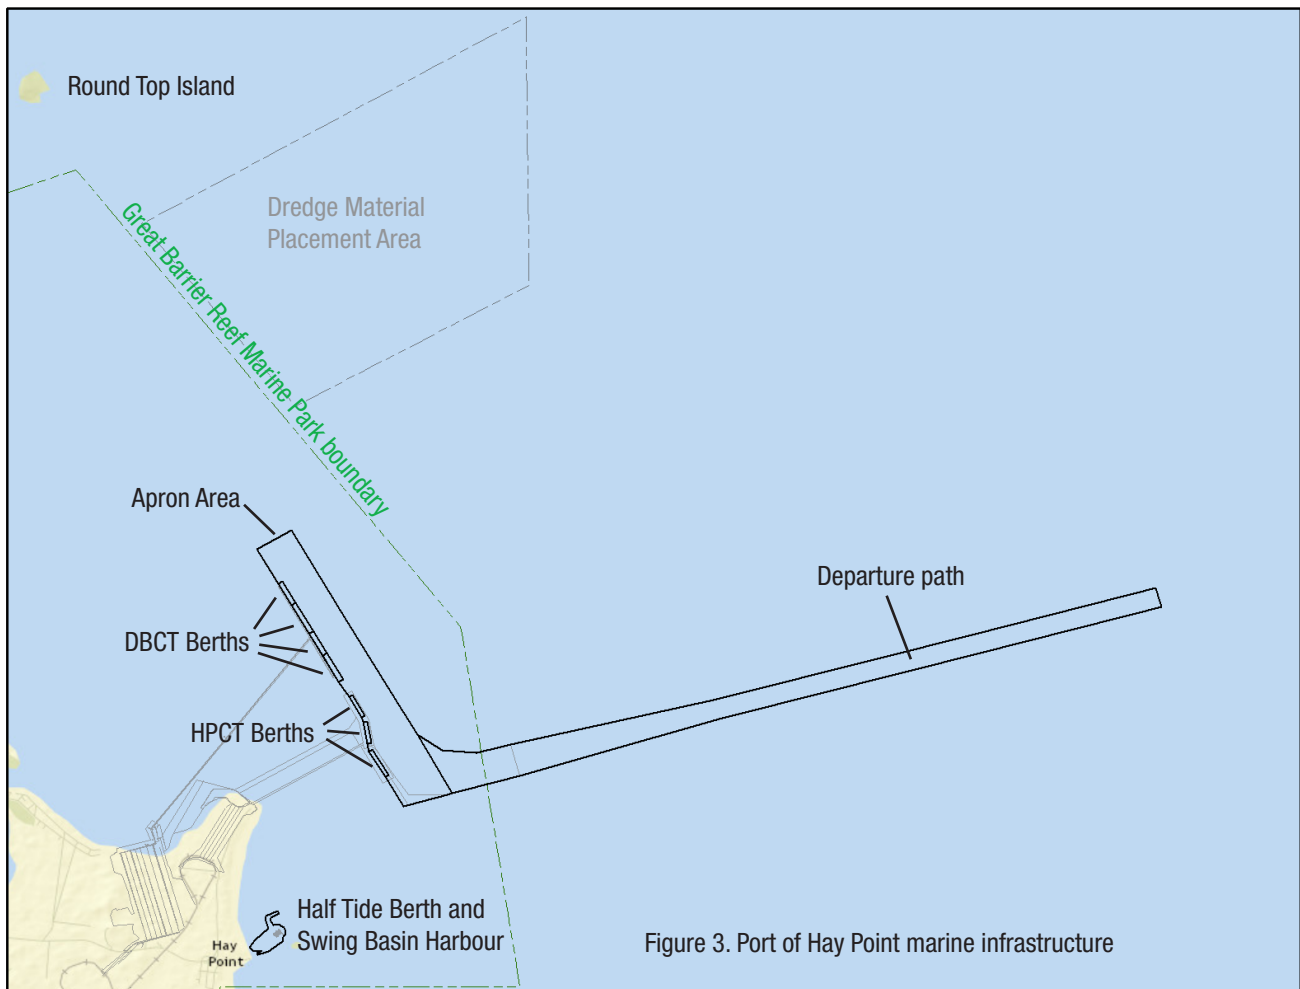 Round Top Island
Dredge Material
Placement Area
Great Barrier Reef Marine Park boundary
Apron Area
Departure path
DBCT Berths
HPCT Berths
Half Tide Berth and
Swing Basin Harbour
Hay
Point
Figure 3. Port of Hay Point marine infrastructure